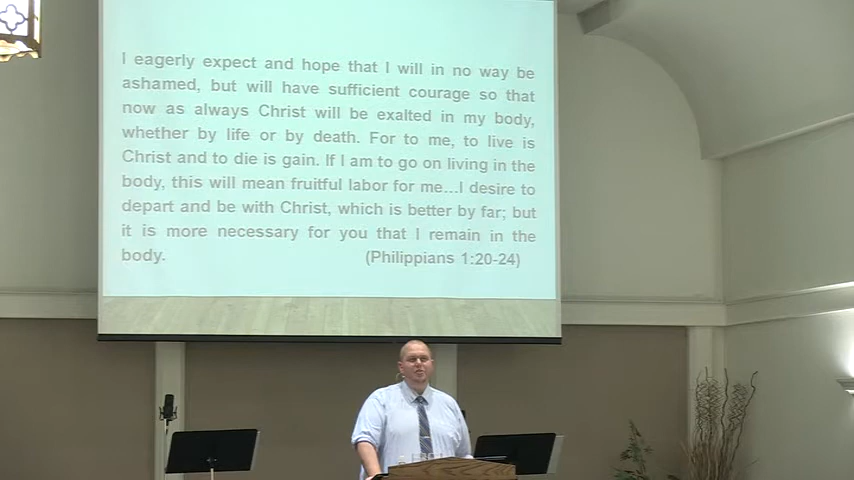 I eagerly expect and hope that I will in no way be
ashamed, but will have sufficient courage so that
now as always Christ will be exalted in my body,
whether by life or by death. For to me, to live is
Christ and to die is gain. If I am to go on living in the
body, this will mean fruitful labor for me...I desire to
depart and be with Christ, which is better by far; but
it is more necessary for you that I remain in the
body. (Philippians 1:20-24)